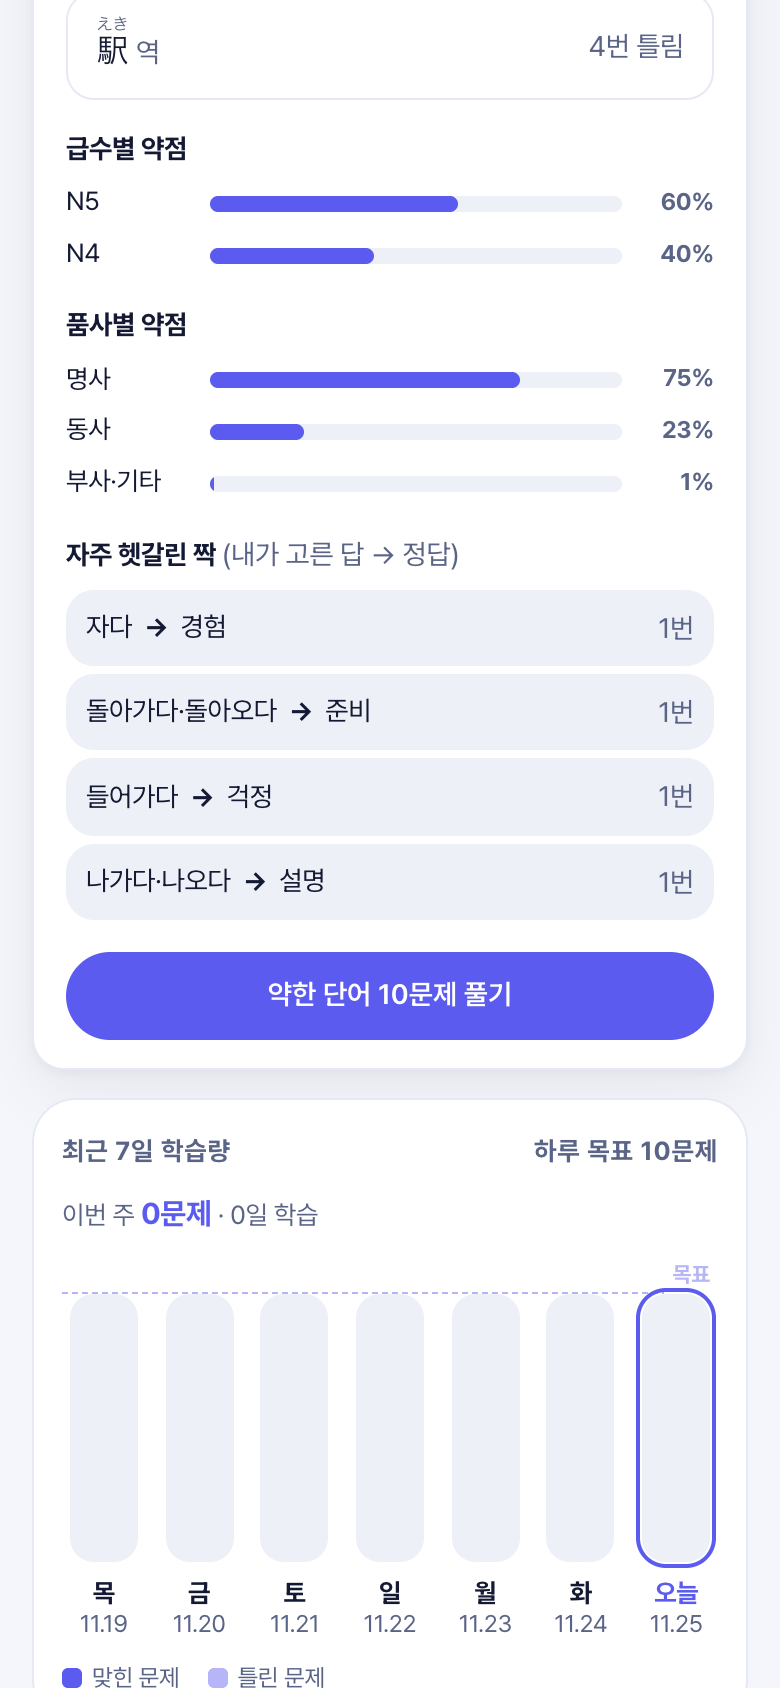 えき
駅 역 4번 틀림
급수별 약점
N5 60%
N4 40%
품사별 약점
명사 75%
동사 23%
부사·기타 1%
자주 헷갈린 짝 (내가 고른 답 → 정답)
자다 → 경험 1번
돌아가다·돌아오다 → 준비 1번
들어가다 → 걱정 1번
나가다·나오다 → 설명 1번
약한 단어 10문제 풀기
최근 7일 학습량 하루 목표 10문제
이번 주 0문제 · 0일 학습
목표
목 금 토 일 월 화 오늘
11.19 11.20 11.21 11.22 11.23 11.24 11.25
맞힌 문제 틀린 문제